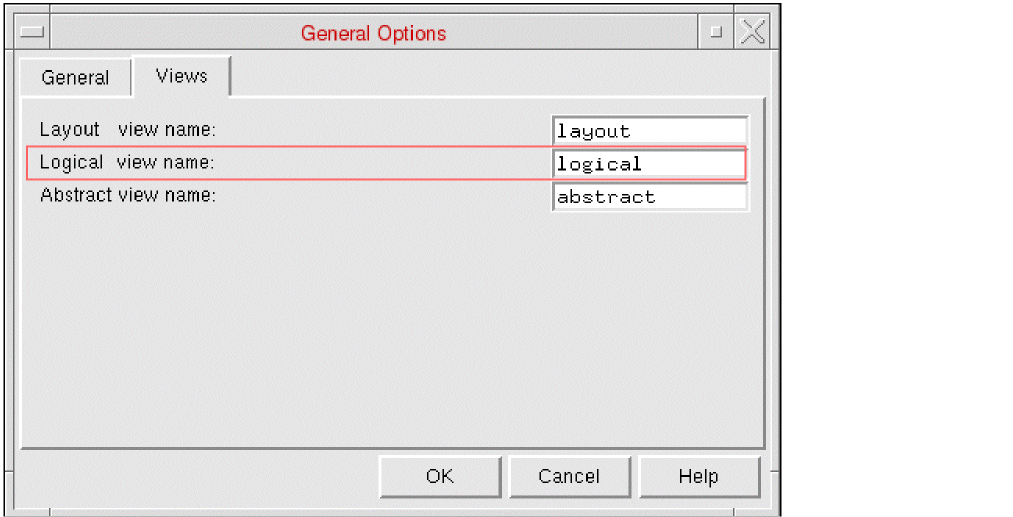 General Options
General Views
Layout view name: layout
Logical view name: logical
Abstract view name: abstract
OK Cancel Help